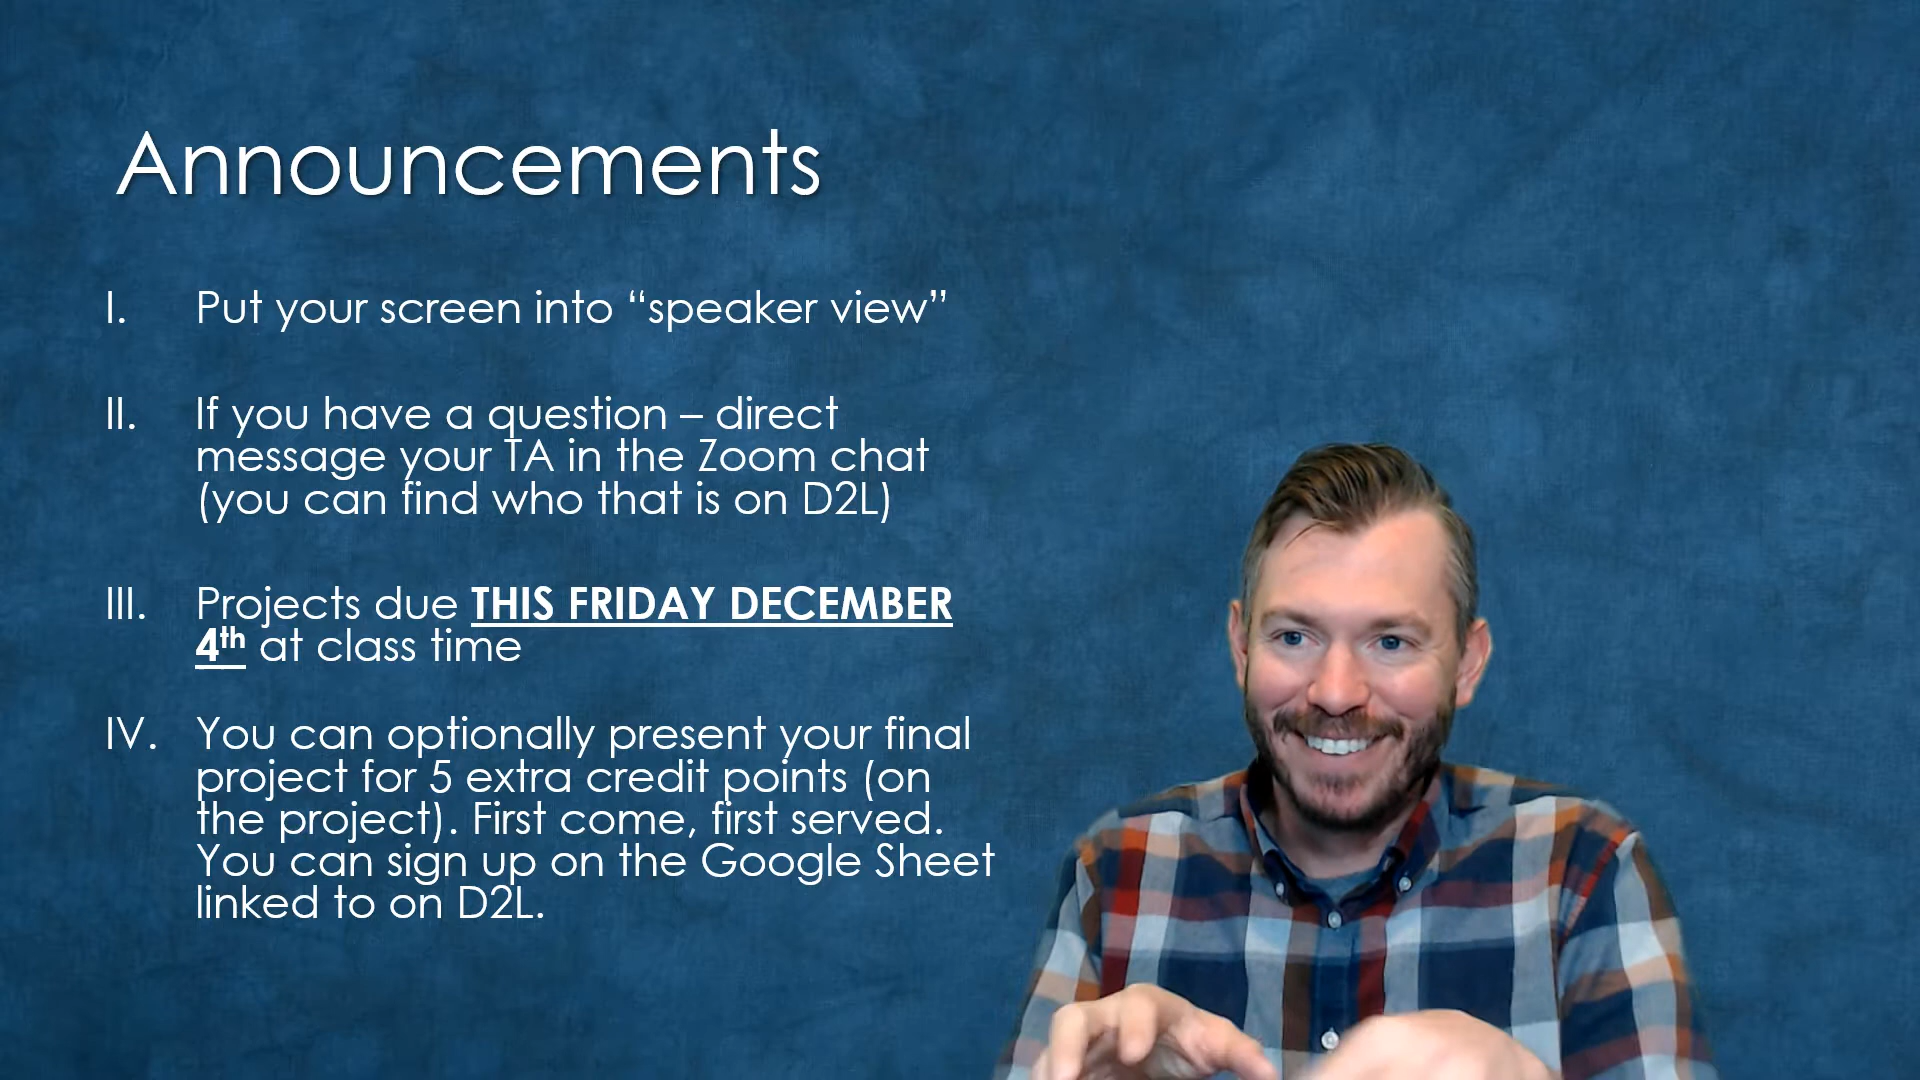 Announcements
I. Put your screen into “speaker view”
II. If you have a question – direct
message your TA in the Zoom chat
(you can find who that is on D2L)
III. Projects due THIS FRIDAY DECEMBER
4th at class time
IV. You can optionally present your final
project for 5 extra credit points (on
the project). First come, first served.
You can sign up on the Google Sheet
linked to on D2L.